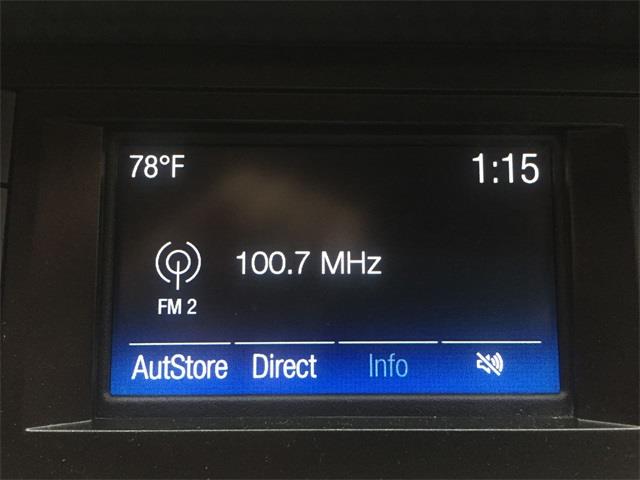 78°F 1:15
100.7 MHz
FM 2
AutStore Direct Info